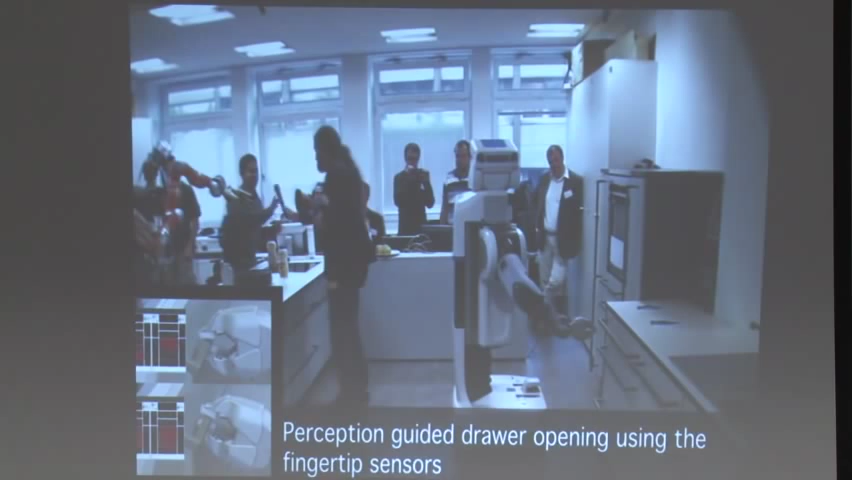 Perception guided drawer opening using the
fingertip sensors